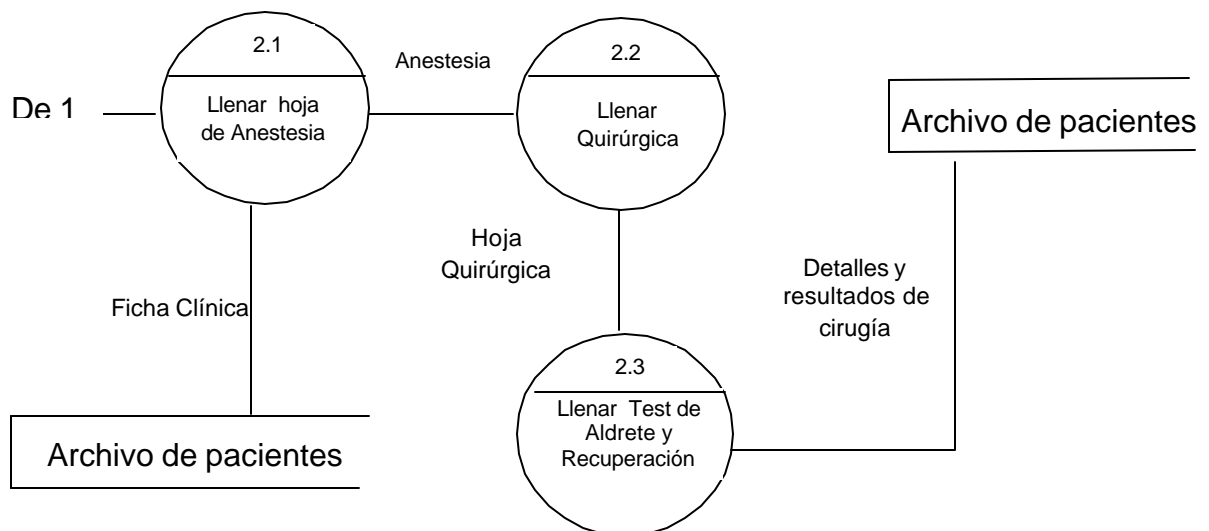 2.1
Anestesia
2.2
De 1
Llenar hoja
de Anestesia
Llenar
Quirúrgica
Archivo de pacientes
Hoja
Quirúrgica
Detalles y
resultados de
cirugía
Ficha Clínica
2.3
Llenar Test de
Aldrete y
Recuperación
Archivo de pacientes